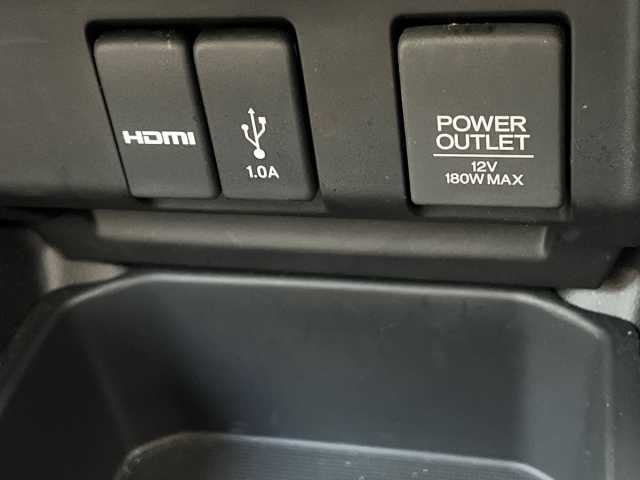 HDMI
1.0A
POWER
OUTLET
12V
180W MAX